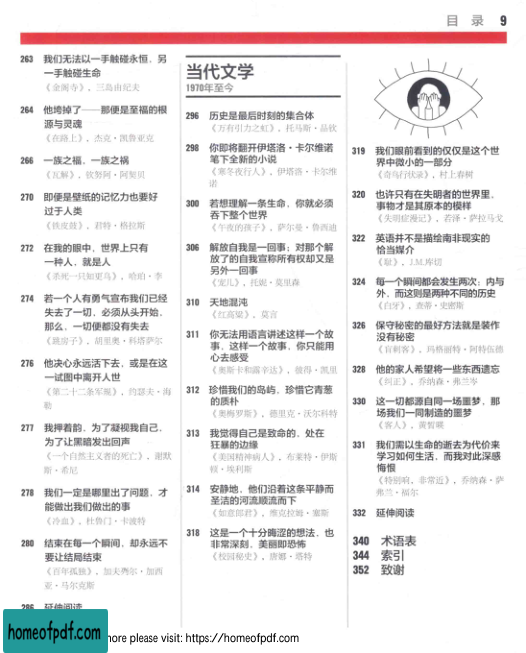 目 录 9
263 我们无法以一手触碰永恒，另
一手触碰生命
《金阁寺》，三岛由纪夫
264 他垮掉了——那便是至福的根
源与灵魂
《在路上》，杰克·凯鲁亚克
266 一族之福，一族之祸
《瓦解》，钦努阿·阿契贝
270 即便是壁纸的记忆力也要好
过于人类
《铁皮鼓》，君特·格拉斯
272 在我的眼中，世界上只有
一种人，就是人
《杀死一只知更鸟》，哈珀·李
274 若一个人有勇气宣布我们已经
失去了一切，必须从头开始，
那么，一切便都没有失去
《跳房子》，胡里奥·科塔萨尔
276 他决心永远活下去，或是在这
一试图中离开人世
《第二十二条军规》，约瑟夫·海
勒
277 我押着韵，为了凝视我自己，
为了让黑暗发出回声
《一个自然主义者的死亡》，谢默
斯·希尼
278 我们一定是哪里出了问题，才
能做出我们做出的事
《冷血》，杜鲁门·卡波特
280 结束在每一个瞬间，却永远不
要让结局结束
《百年孤独》，加夫列尔·加西
亚·马尔克斯
286 延伸阅读
当代文学
1970年至今
296 历史是最后时刻的集合体
《万有引力之虹》，托马斯·品钦
298 你即将翻开伊塔洛·卡尔维诺
笔下全新的小说
《寒冬夜行人》，伊塔洛·卡尔维
诺
300 若想理解一条生命，你就必须
吞下整个世界
《午夜的孩子》，萨尔曼·鲁西迪
306 解放自我是一回事；对那个解
放了的自我宣称所有权却又是
另外一回事
《宠儿》，托妮·莫里森
310 天地混沌
《红高粱》，莫言
311 你无法用语言讲述这样一个故
事，这样一个故事，你只能用
心去感受
《奥斯卡和露辛达》，彼得·凯里
312 珍惜我们的岛屿，珍惜它青葱
的质朴
《奥梅罗斯》，德里克·沃尔科特
313 我觉得自己是致命的，处在
狂暴的边缘
《美国精神病人》，布莱特·伊斯
顿·埃利斯
314 安静地，他们沿着这条平静而
圣洁的河流顺流而下
《如意郎君》，维克拉姆·塞斯
318 这是一个十分晦涩的想法，也
非常深刻，美丽即恐怖
《校园秘史》，唐娜·塔特
319 我们眼前看到的仅仅是这个世
界中微小的一部分
《奇鸟行状录》，村上春树
320 也许只有在失明者的世界里，
事物才是其原本的模样
《失明症漫记》，若泽·萨拉马戈
322 英语并不是描绘南非现实的
恰当媒介
《耻》，J.M.库切
324 每一个瞬间都会发生两次：内与
外，而这则是两种不同的历史
《白牙》，查蒂·史密斯
326 保守秘密的最好方法就是装作
没有秘密
《盲刺客》，玛格丽特·阿特伍德
328 他的家人希望将一些东西遗忘
《纠正》，乔纳森·弗兰岑
330 这一切都源自同一场噩梦，那
场我们一同制造的噩梦
《客人》，黄皙暎
331 我们需以生命的逝去为代价来
学习如何生活，而我对此深感
悔恨
《特别响，非常近》，乔纳森·萨
弗兰·福尔
332 延伸阅读
340 术语表
344 索引
352 致谢
homeofpdf.com
more please visit: https://homeofpdf.com